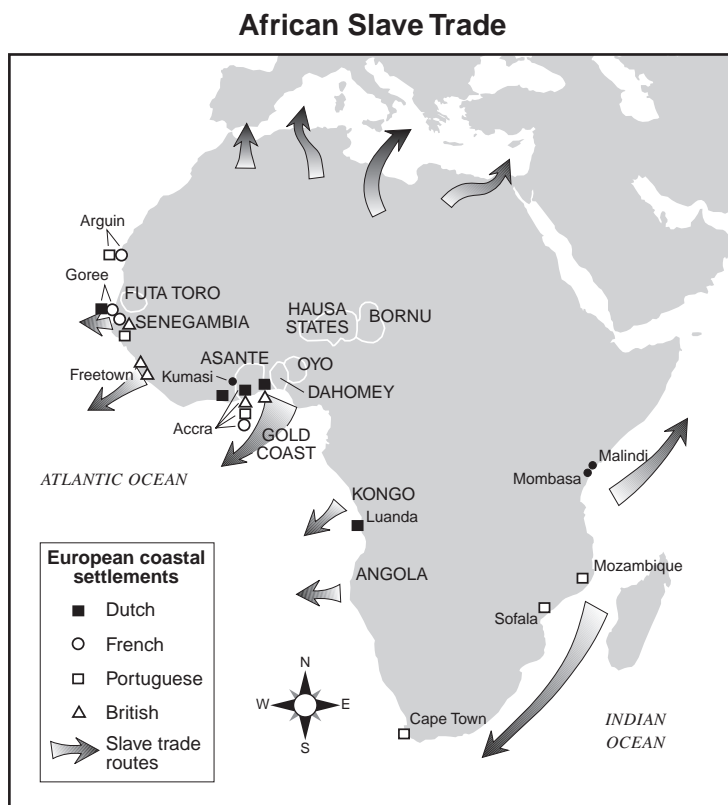 African Slave Trade
Arguin
Goree
FUTA TORO
SENEGAMBIA
HAUSA
STATES
BORNU
ASANTE
OYO
Kumasi
Freetown
DAHOMEY
Accra
GOLD
COAST
Malindi
Mombasa
ATLANTIC OCEAN
KONGO
Luanda
ANGOLA
Mozambique
Sofala
European coastal
settlements
Dutch
French
Portuguese
British
Slave trade
routes
N
W
E
S
Cape Town
INDIAN
OCEAN